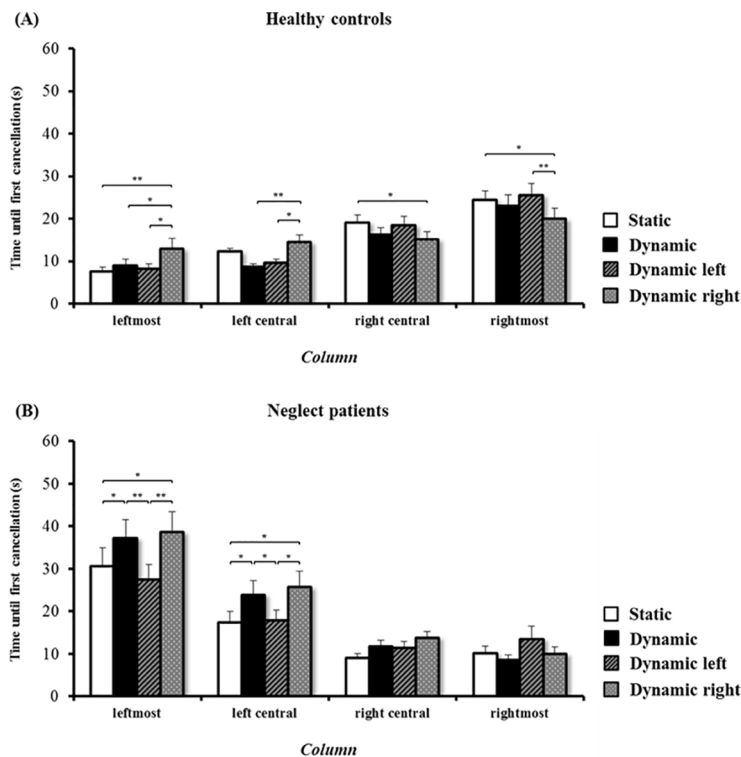 (A)
Healthy controls
Time until first cancellation (s)
60
50
40
30
20
10
0
**
*
*
**
*
*
*
**
leftmost
left central
right central
rightmost
Column
Static
Dynamic
Dynamic left
Dynamic right
(B)
Neglect patients
Time until first cancellation (s)
60
50
40
30
20
10
0
*
*
**
**
*
*
*
*
leftmost
left central
right central
rightmost
Column
Static
Dynamic
Dynamic left
Dynamic right